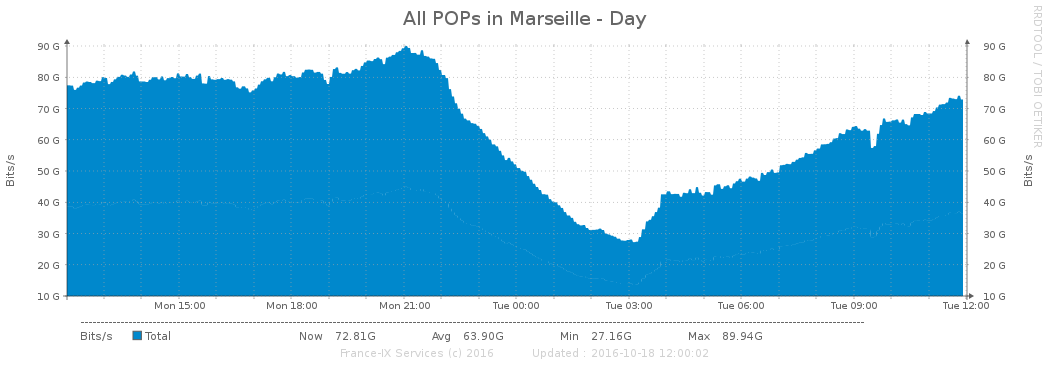 All POPs in Marseille - Day
RRDTOOL / TOBI OETIKER
90 G 90 G
80 G 80 G
70 G 70 G
60 G 60 G
50 G 50 G
40 G 40 G
30 G 30 G
20 G 20 G
10 G 10 G
Bits/s
Bits/s
Mon 15:00 Mon 18:00 Mon 21:00 Tue 00:00 Tue 03:00 Tue 06:00 Tue 09:00 Tue 12:00
Bits/s Total Now 72.81G Avg 63.90G Min 27.16G Max 89.94G
France-IX Services (c) 2016 Updated : 2016-10-18 12:00:02